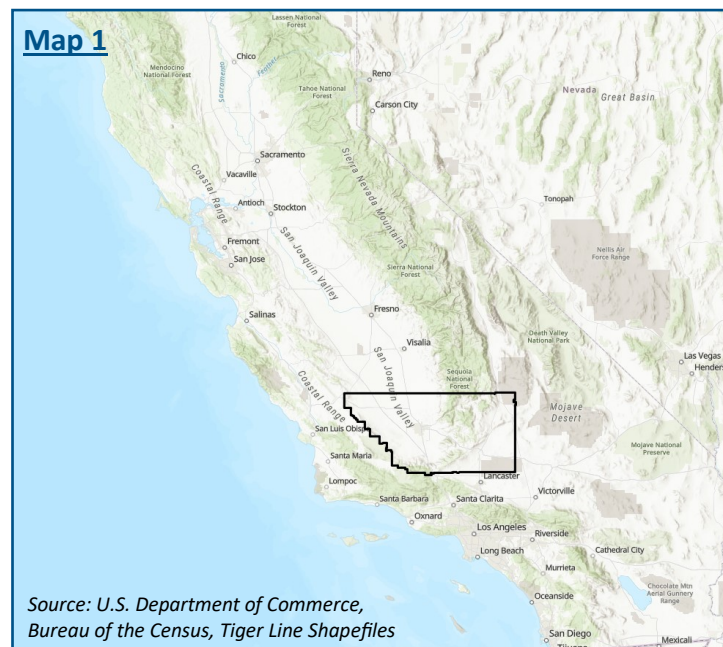 Map 1
Lassen National
Forest
Chico
Mendocino
National Forest
Sacramento
Feather
Tahoe National
Forest
Reno
Carson City
Nevada
Great Basin
Sacramento
Vacaville
Coastal Range
Antioch
Stockton
Sierra Nevada Mountains
Tonopah
Fremont
San Jose
San Joaquin Valley
Sierra National
Forest
Nellis Air
Force Range
Salinas
Fresno
Visalia
Death Valley
National Park
Las Vegas
Henders
San Joaquin Valley
Sequoia
National
Forest
Coastal Range
Mojave
Desert
San Luis Obisp
Mojave National
Preserve
Santa Maria
Lompoc
Lancaster
Santa Barbara
Santa Clarita
Victorville
Oxnard
Los Angeles
Riverside
Long Beach
Cathedral City
Murrieta
Chocolate Mtn
Aerial Gunnery
Range
Oceanside
Source: U.S. Department of Commerce,
Bureau of the Census, Tiger Line Shapefiles
San Diego
Tijuana
Mexicali